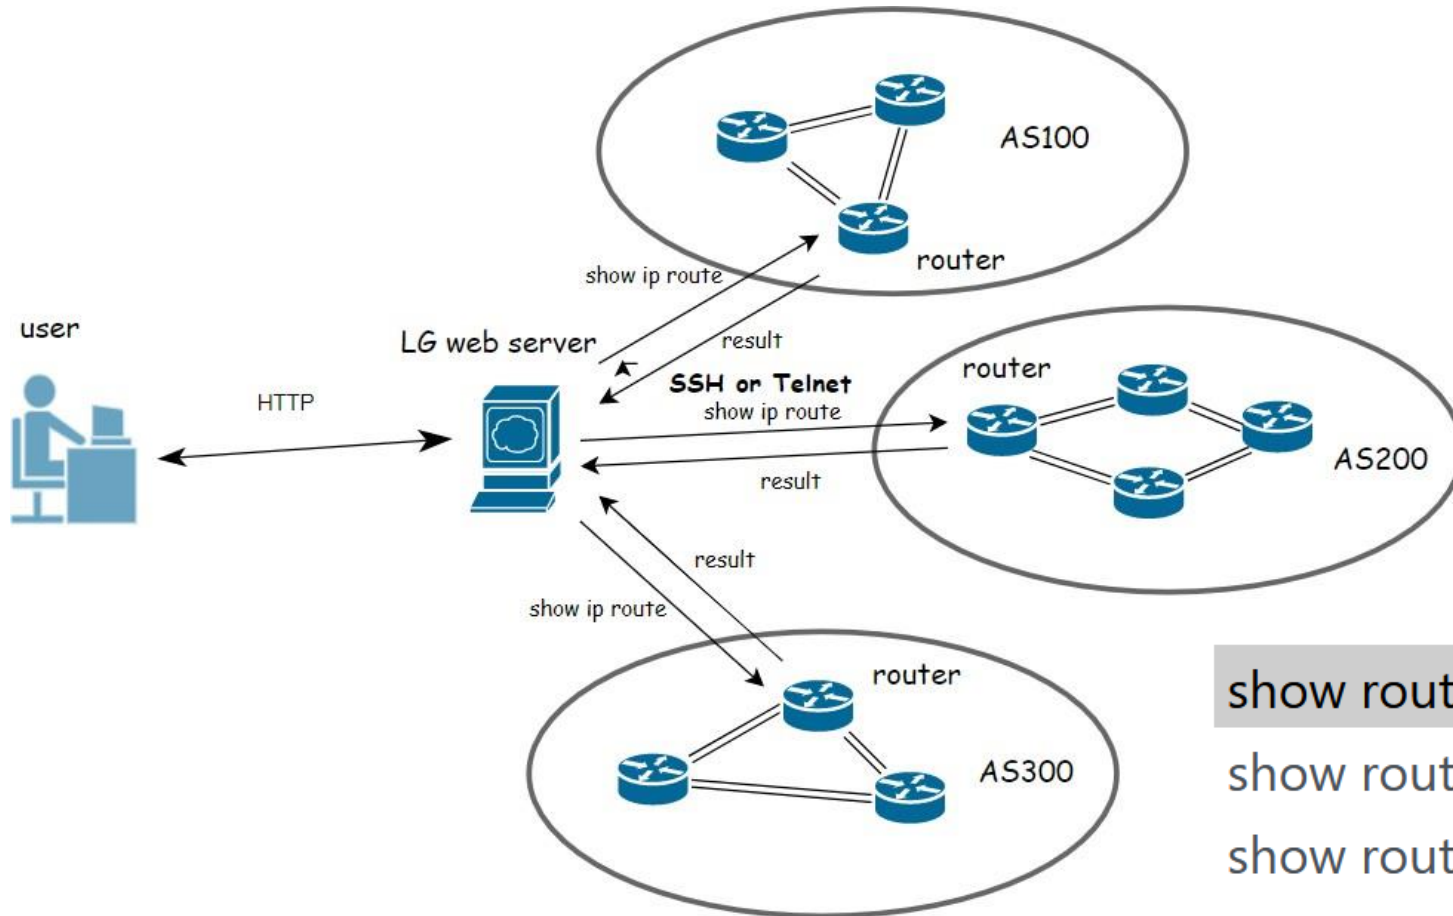 AS100
router
show ip route
user
LG web server
result
router
SSH or Telnet
HTTP
show ip route
AS200
result
result
show ip route
router
show rout
AS300
show rout
show rout